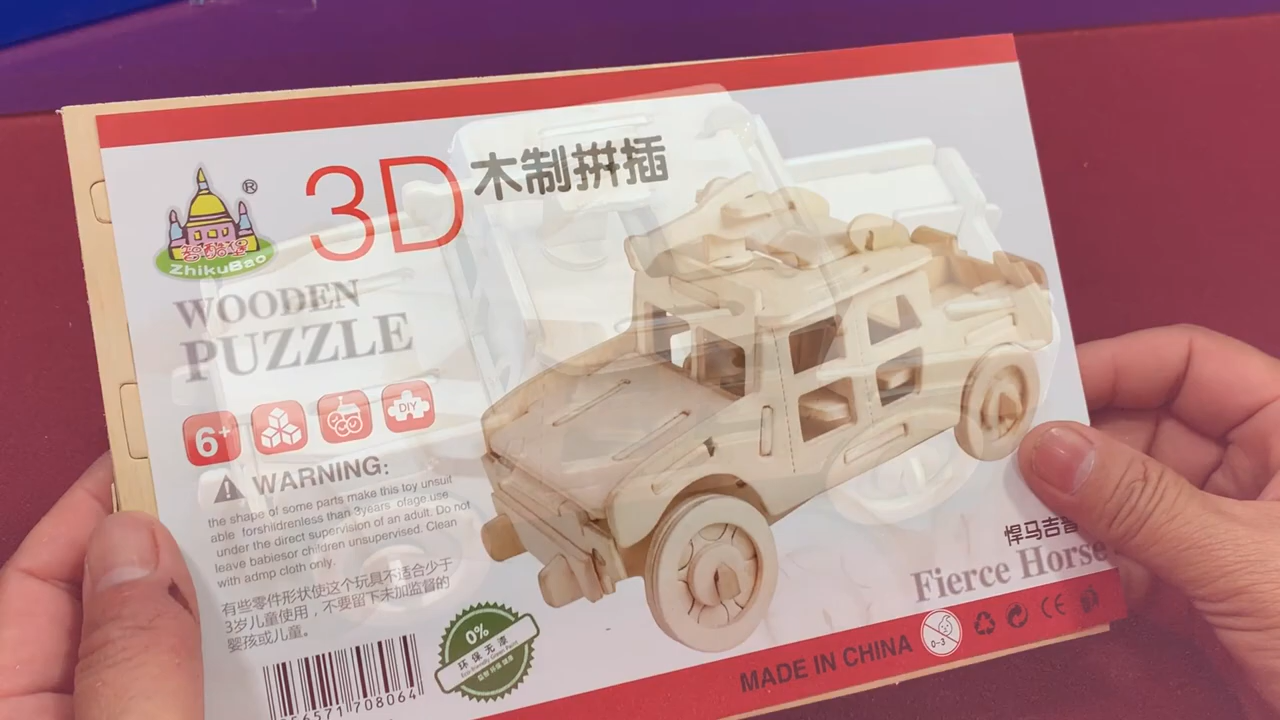 3D木制拼插
®
智酷堡
ZhikuBao
WOODEN
PUZZLE
6+
DIY
WARNING:
the shape of some parts make this toy unsuit
able forshildrenless than 3years olage.use
under the direct supervision of an adult. Do not
leave babiesor children unsupervised. Clean
with admp cloth only.
有些零件形状使这个玩具不适合少于
3岁儿童使用，不要留下未加监督的
婴孩或儿童。
0%
环保无漆
悍马吉普
Fierce Horse
MADE IN CHINA
0-3
CE
6571 708064